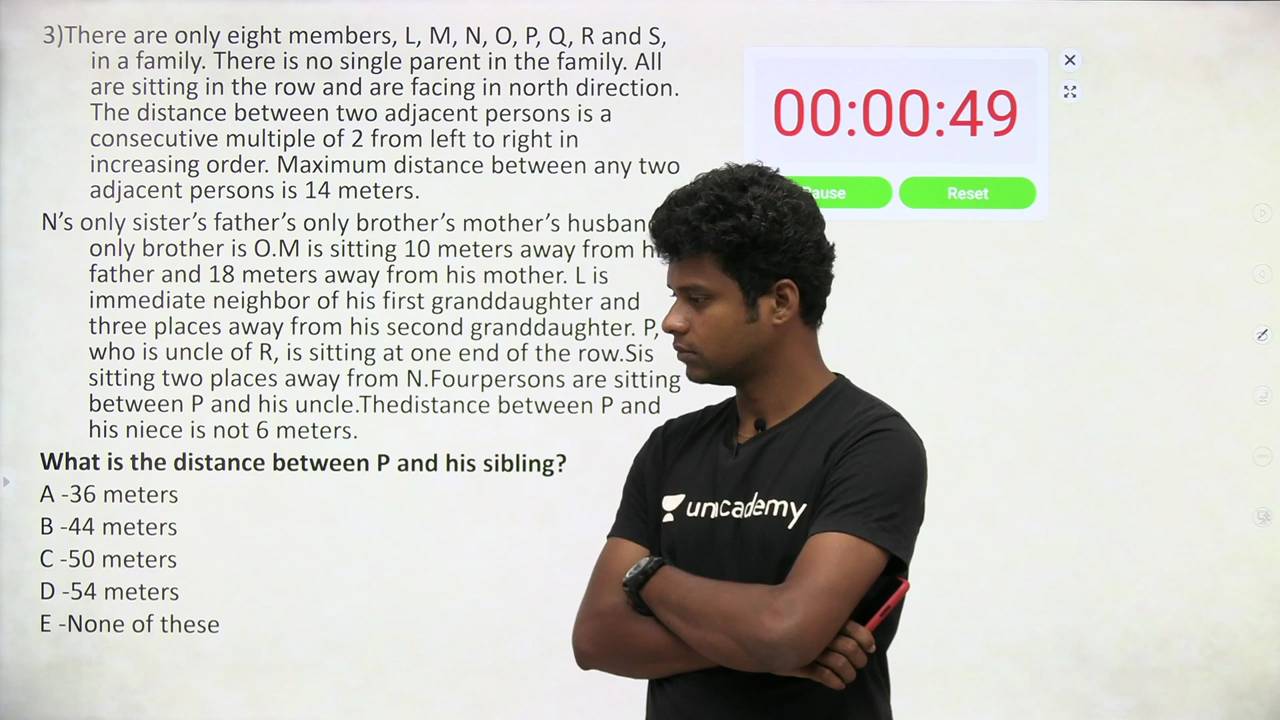 3)There are only eight members, L, M, N, O, P, Q, R and S,
in a family. There is no single parent in the family. All
are sitting in the row and are facing in north direction.
The distance between two adjacent persons is a
consecutive multiple of 2 from left to right in
increasing order. Maximum distance between any two
adjacent persons is 14 meters.
N's only sister's father's only brother's mother's
only brother is O.M is sitting 10 meters away from
father and 18 meters away from his mother. L is
immediate neighbor of his first granddaughter and
three places away from his second granddaughter. P,
who is uncle of R, is sitting at one end of the row.Sis
sitting two places away from N.Fourpersons are sitting
between P and his uncle.Thedistance between P and
his niece is not 6 meters.
What is the distance between P and his sibling?
A -36 meters
B -44 meters
C -50 meters
D -54 meters
E -None of these
00:00:49
Reset
unacademy